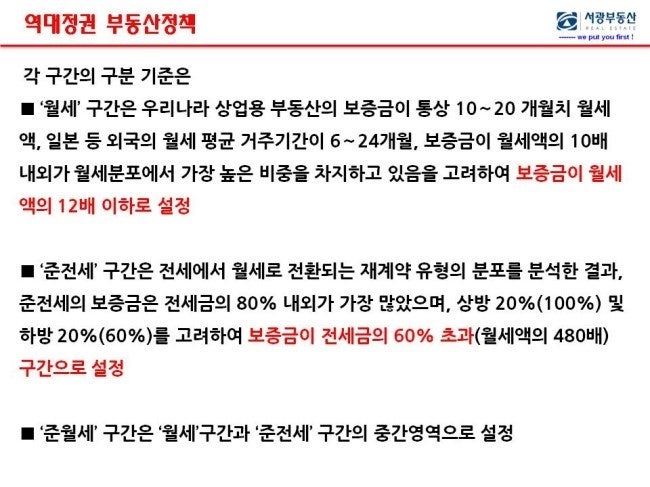 역대정권 부동산정책
서광부동산
REAL ESTATE
------- we put you first !
각 구간의 구분 기준은
■ ‘월세’ 구간은 우리나라 상업용 부동산의 보증금이 통상 10～20 개월치 월세
액, 일본 등 외국의 월세 평균 거주기간이 6～24개월, 보증금이 월세액의 10배
내외가 월세분포에서 가장 높은 비중을 차지하고 있음을 고려하여 보증금이 월세
액의 12배 이하로 설정
■ ‘준전세’ 구간은 전세에서 월세로 전환되는 재계약 유형의 분포를 분석한 결과,
준전세의 보증금은 전세금의 80% 내외가 가장 많았으며, 상방 20%(100%) 및
하방 20%(60%)를 고려하여 보증금이 전세금의 60% 초과(월세액의 480배)
구간으로 설정
■ ‘준월세’ 구간은 ‘월세’구간과 ‘준전세’ 구간의 중간영역으로 설정